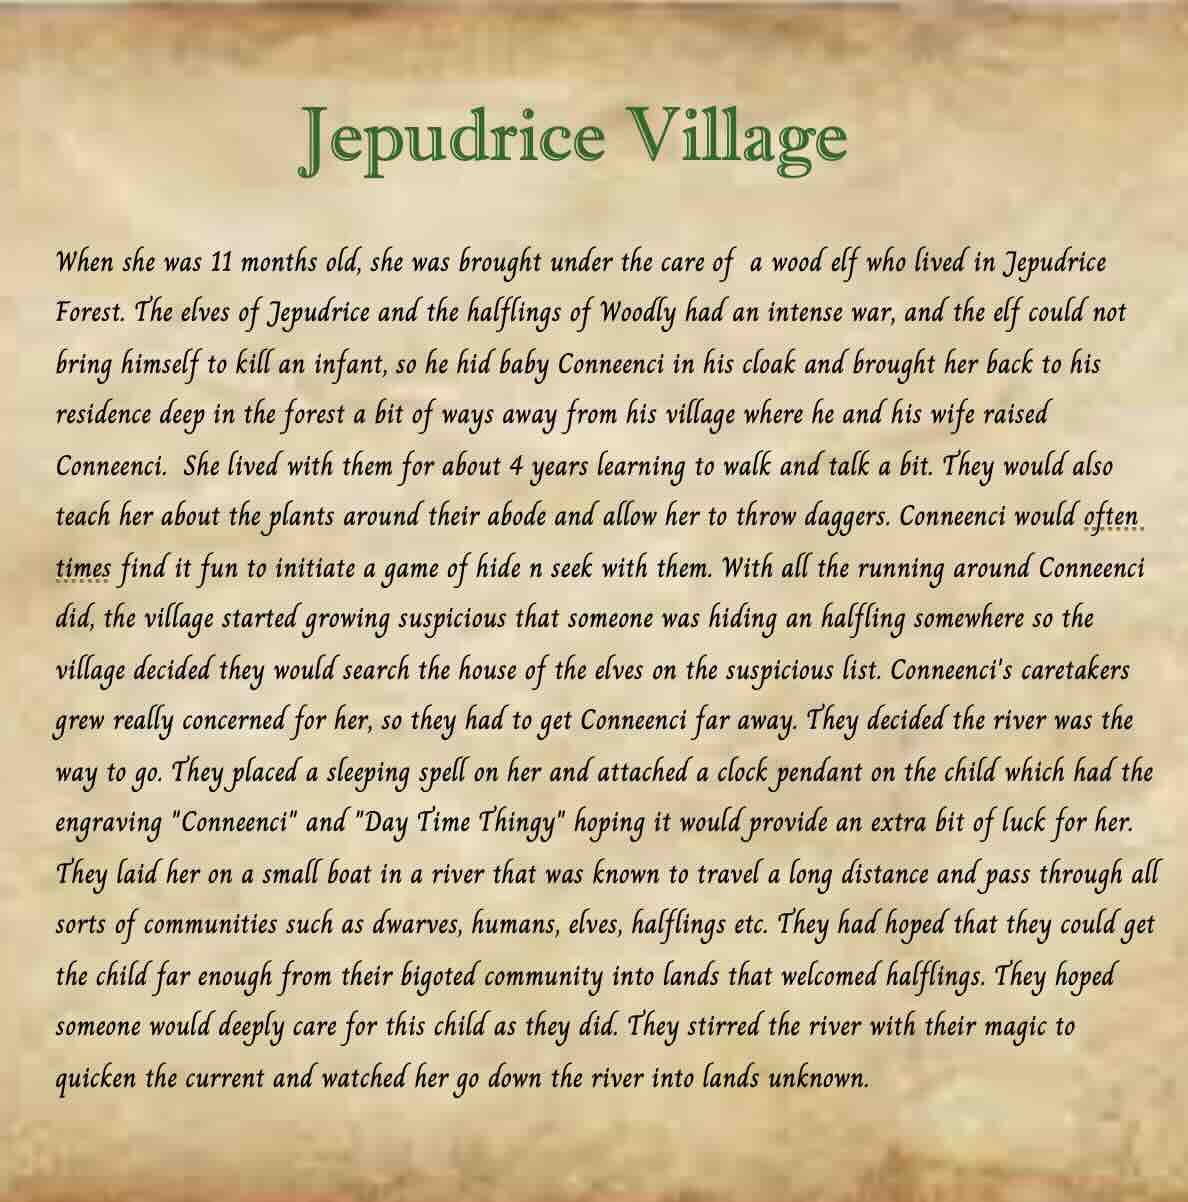 Jepudrice Village
When she was 11 months old, she was brought under the care of  a wood elf who lived in Jepudrice
Forest. The elves of Jepudrice and the halflings of Woodly had an intense war, and the elf could not
bring himself to kill an infant, so he hid baby Conneenci in his cloak and brought her back to his
residence deep in the forest a bit of ways away from his village where he and his wife raised
Conneenci.  She lived with them for about 4 years learning to walk and talk a bit. They would also
teach her about the plants around their abode and allow her to throw daggers. Conneenci would often
times find it fun to initiate a game of hide n seek with them. With all the running around Conneenci
did, the village started growing suspicious that someone was hiding an halfling somewhere so the
village decided they would search the house of the elves on the suspicious list. Conneenci's caretakers
grew really concerned for her, so they had to get Conneenci far away. They decided the river was the
way to go. They placed a sleeping spell on her and attached a clock pendant on the child which had the
engraving "Conneenci" and "Day Time Thingy" hoping it would provide an extra bit of luck for her.
They laid her on a small boat in a river that was known to travel a long distance and pass through all
sorts of communities such as dwarves, humans, elves, halflings etc. They had hoped that they could get
the child far enough from their bigoted community into lands that welcomed halflings. They hoped
someone would deeply care for this child as they did. They stirred the river with their magic to
quicken the current and watched her go down the river into lands unknown.